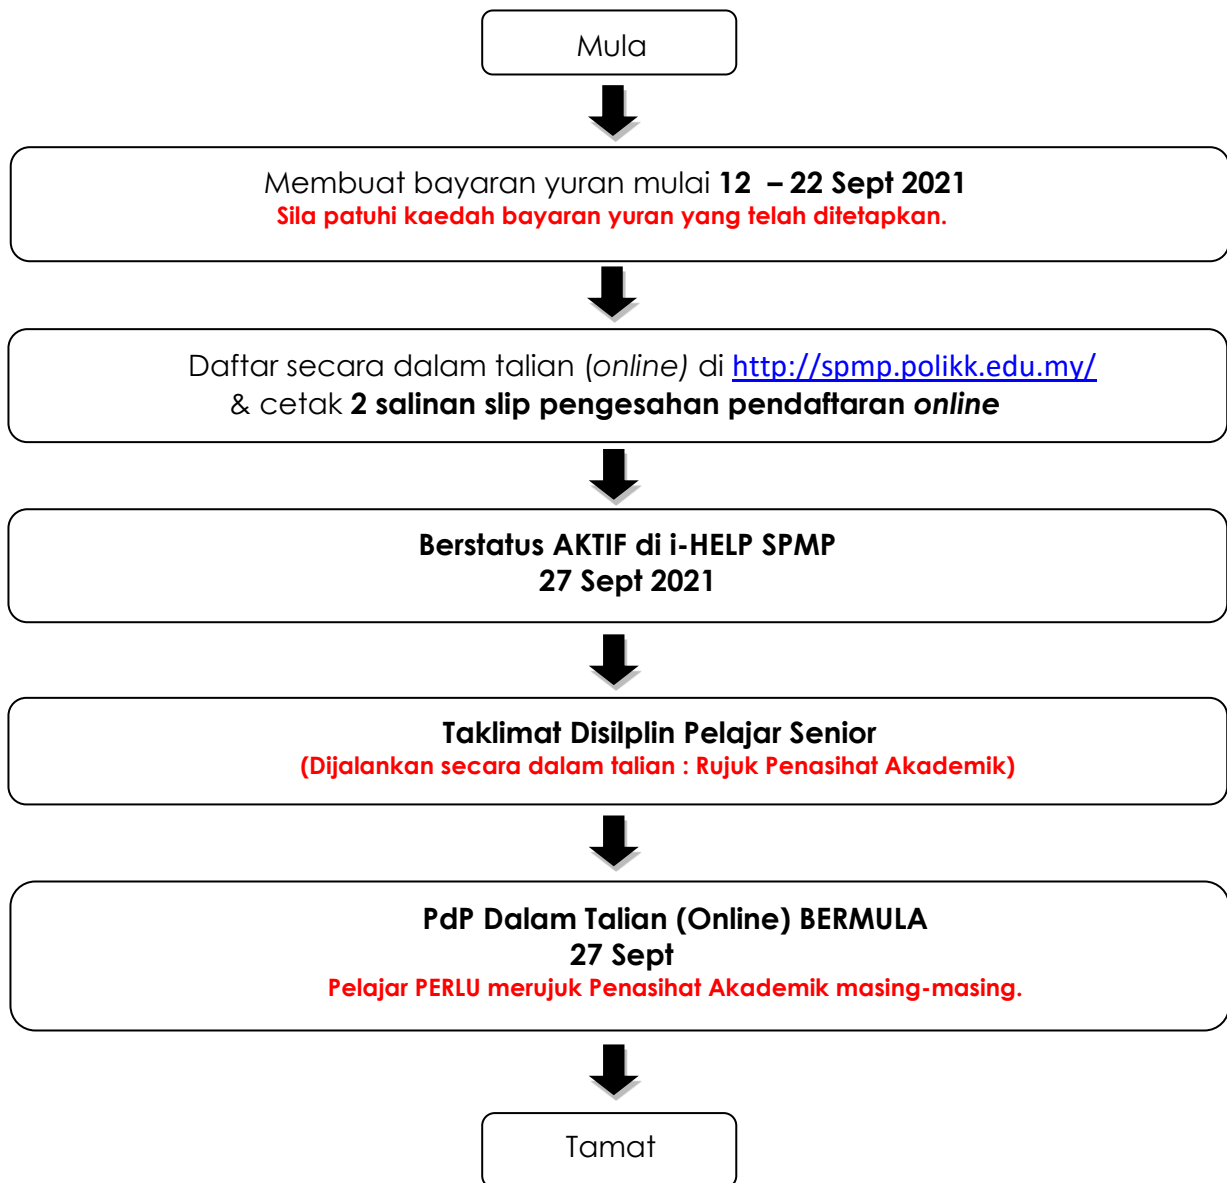 Mula
Membuat bayaran yuran mulai 12 – 22 Sept 2021
Sila patuhi kaedah bayaran yuran yang telah ditetapkan.
Daftar secara dalam talian (online) di http://spmp.polikk.edu.my/
& cetak 2 salinan slip pengesahan pendaftaran online
Berstatus AKTIF di i-HELP SPMP
27 Sept 2021
Taklimat Disilplin Pelajar Senior
(Dijalankan secara dalam talian : Rujuk Penasihat Akademik)
PdP Dalam Talian (Online) BERMULA
27 Sept
Pelajar PERLU merujuk Penasihat Akademik masing-masing.
Tamat